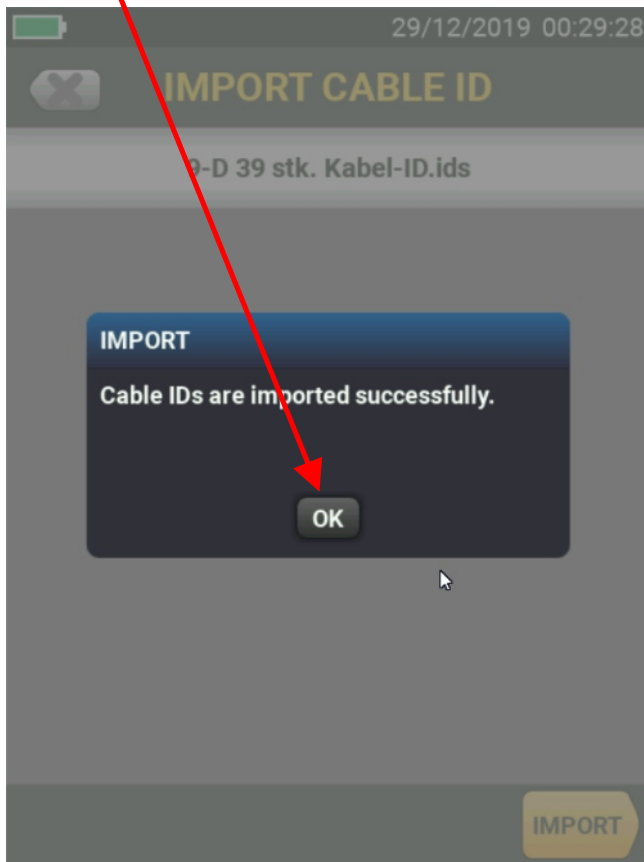 29/12/2019 00:29:28
IMPORT CABLE ID
9-D 39 stk. Kabel-ID.ids
IMPORT
Cable IDs are imported successfully.
OK
IMPORT